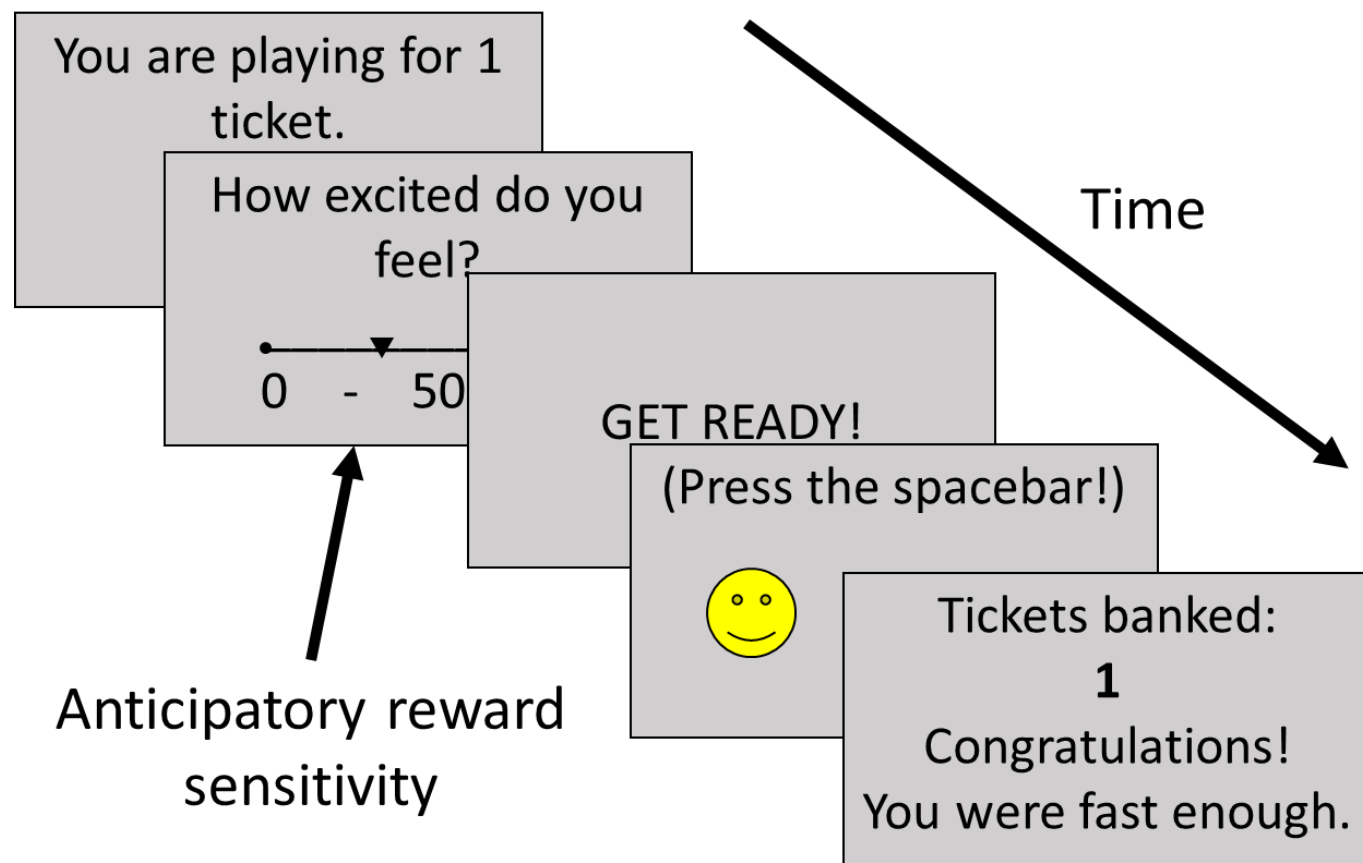 You are playing for 1
ticket.
How excited do you
feel?
0 - 50
GET READY!
(Press the spacebar!)
Tickets banked:
1
Congratulations!
You were fast enough.
Time
Anticipatory reward
sensitivity